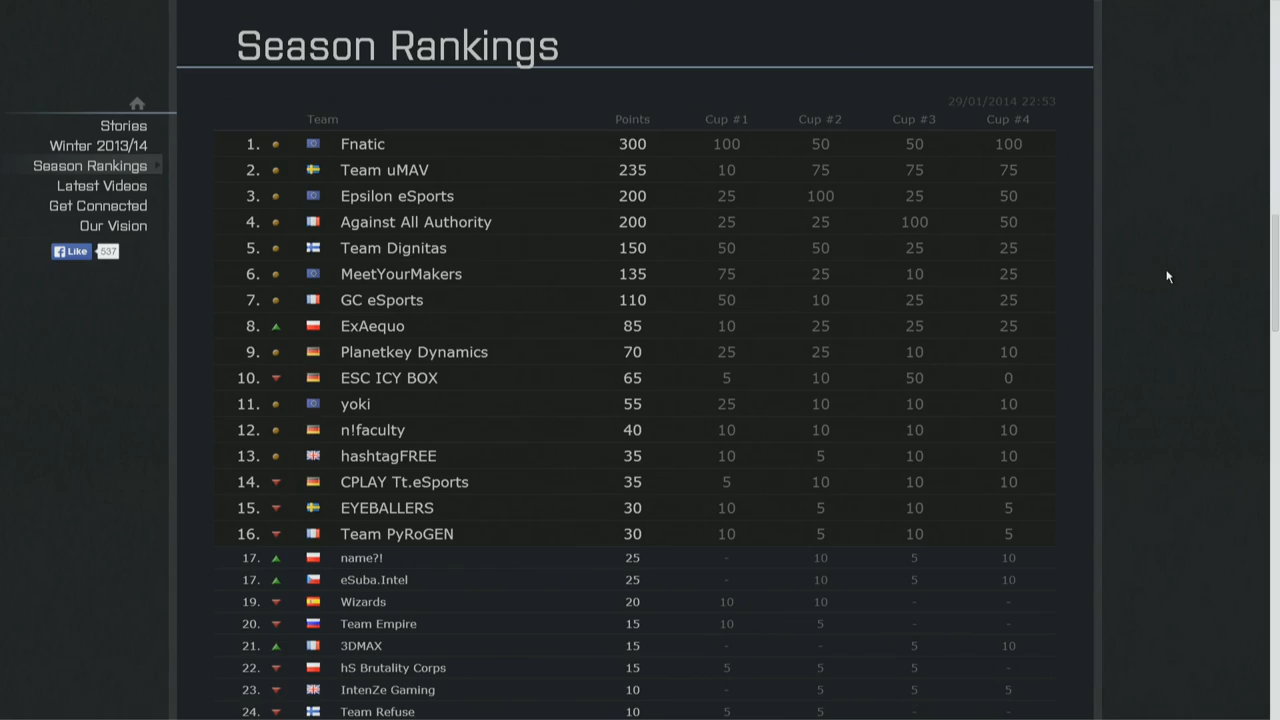 Season Rankings
29/01/2014 22:53
Stories
Winter 2013/14
Season Rankings
Latest Videos
Get Connected
Our Vision
Like 537
Team Points Cup #1 Cup #2 Cup #3 Cup #4
1. Fnatic 300 100 50 50 100
2. Team uMAV 235 10 75 75 75
3. Epsilon eSports 200 25 100 25 50
4. Against All Authority 200 25 25 100 50
5. Team Dignitas 150 50 50 25 25
6. MeetYourMakers 135 75 25 10 25
7. GC eSports 110 50 10 25 25
8. ExAequo 85 10 25 25 25
9. Planetkey Dynamics 70 25 25 10 10
10. ESC ICY BOX 65 5 10 50 0
11. yoki 55 25 10 10 10
12. n!faculty 40 10 10 10 10
13. hashtagFREE 35 10 5 10 10
14. CPLAY Tt.eSports 35 5 10 10 10
15. EYEBALLERS 30 10 5 10 5
16. Team PyRoGEN 30 10 5 10 5
17. name?! 25 - 10 5 10
17. eSuba.Intel 25 - 10 5 10
19. Wizards 20 10 10 - -
20. Team Empire 15 10 5 - -
21. 3DMAX 15 - - 5 10
22. hS Brutality Corps 15 5 5 5 -
23. IntenZe Gaming 10 - 5 5 5
24. Team Refuse 10 5 5 - -